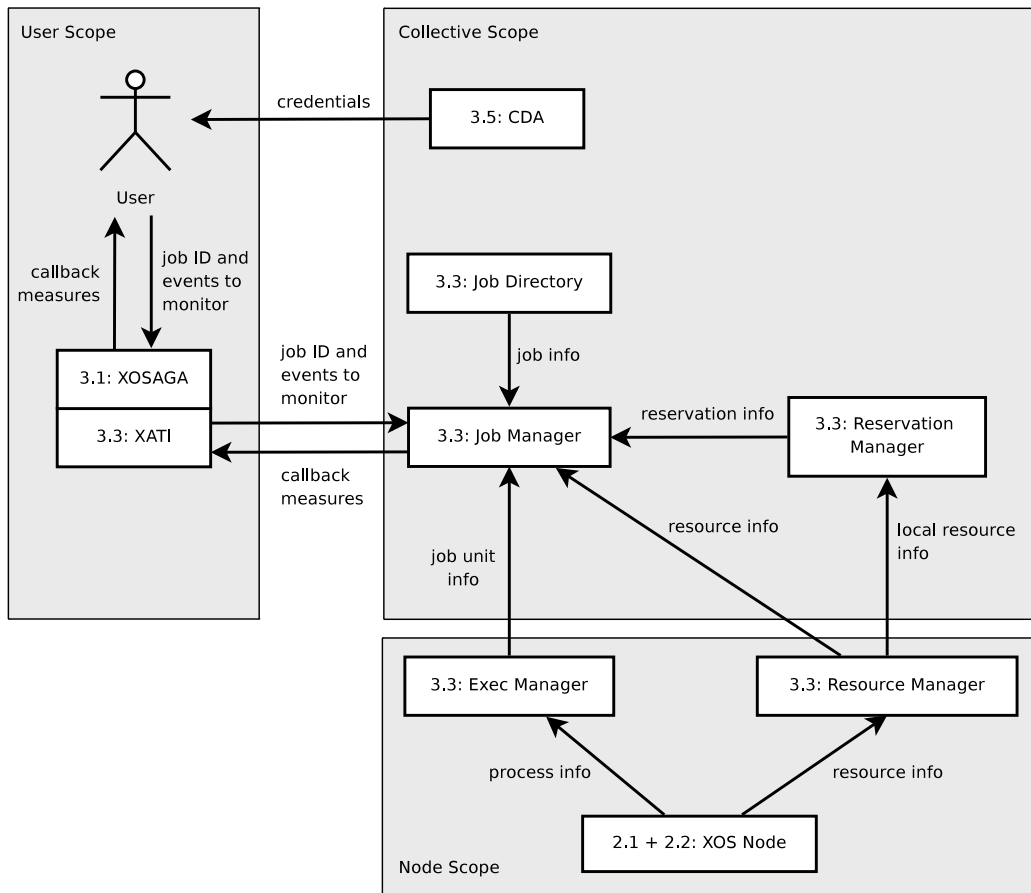 User Scope
User
callback
measures
job ID and
events to
monitor
3.1: XOSAGA
3.3: XATI
credentials
job ID and
events to
monitor
callback
measures
Collective Scope
3.5: CDA
3.3: Job Directory
job info
3.3: Job Manager
reservation info
3.3: Reservation
Manager
job unit
info
resource info
local resource
info
3.3: Exec Manager
3.3: Resource Manager
process info
resource info
2.1 + 2.2: XOS Node
Node Scope